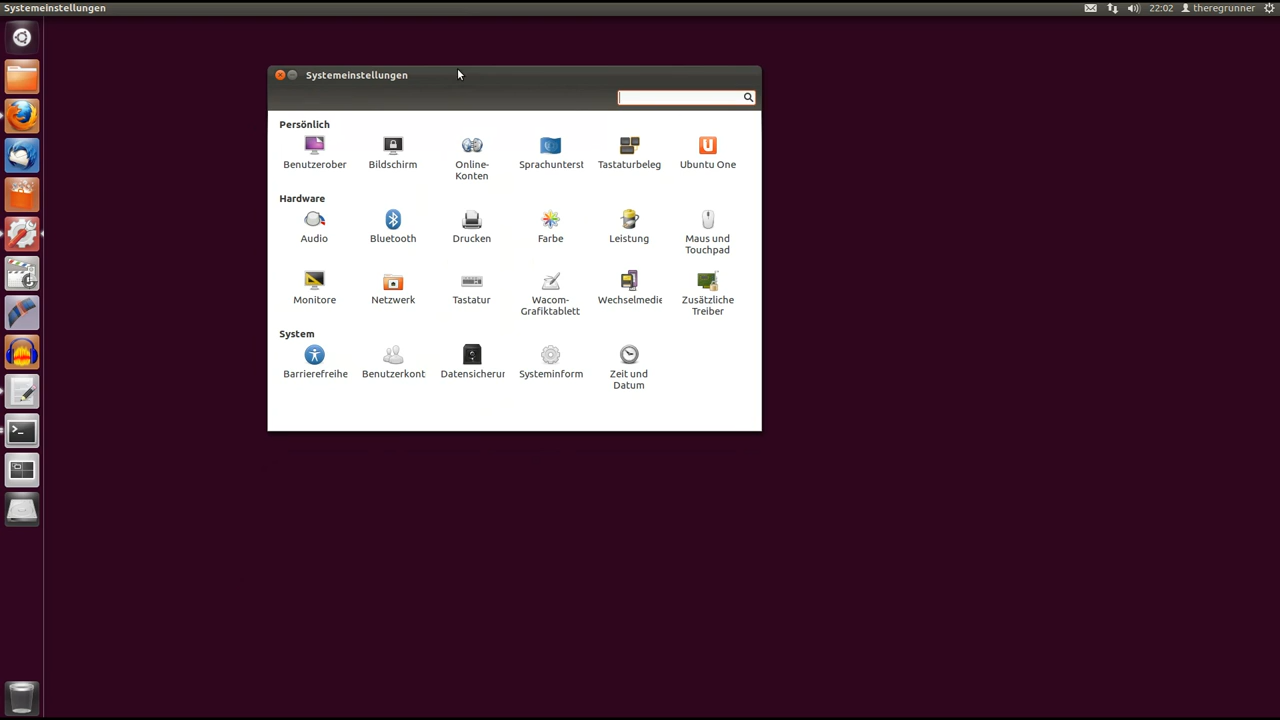 Systemeinstellungen
22:02 theregrunner
Systemeinstellungen
Persönlich
Benutzerober Bildschirm Online- Sprachunterst Tastaturbeleg Ubuntu One
Konten
Hardware
Audio Bluetooth Drucken Farbe Leistung Maus und
Touchpad
Monitore Netzwerk Tastatur Wacom- Wechselmedie Zusätzliche
Grafiktablett Treiber
System
Barrierefreihe Benutzerkont Datensicherur Systeminform Zeit und
Datum